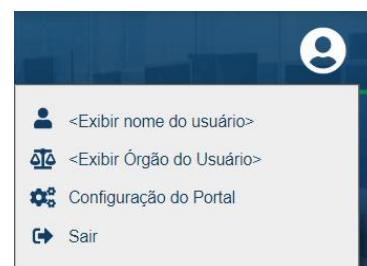 <Exibir nome do usuário>
<Exibir Órgão do Usuário>
Configuração do Portal
Sair